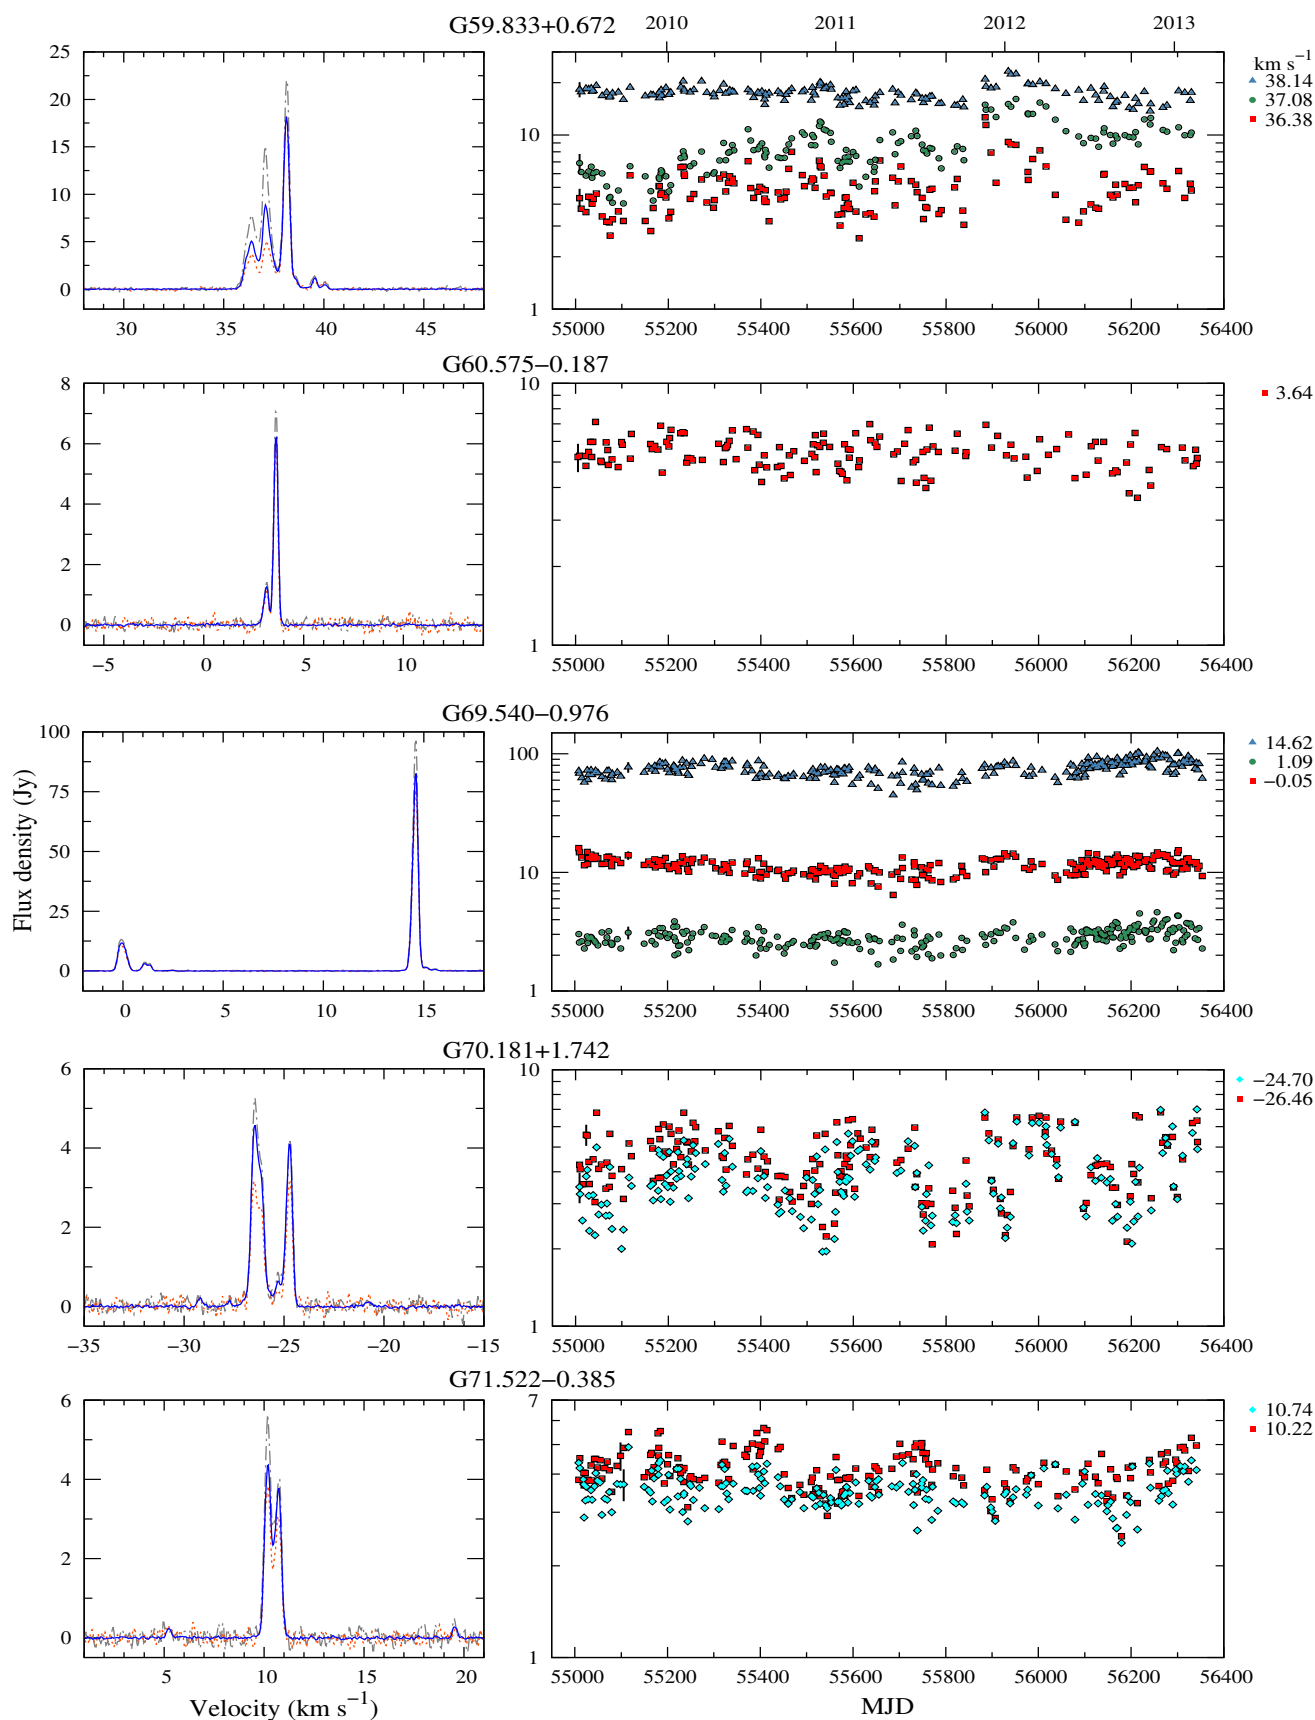 G59.833+0.672
2010 2011 2012 2013
25
20
15
10
5
0
30 35 40 45
10
1
55000 55200 55400 55600 55800 56000 56200 56400
km s⁻¹
38.14
37.08
36.38
G60.575−0.187
8
6
4
2
0
−5 0 5 10
10
1
55000 55200 55400 55600 55800 56000 56200 56400
3.64
G69.540−0.976
Flux density (Jy)
100
75
50
25
0
0 5 10 15
100
10
1
55000 55200 55400 55600 55800 56000 56200 56400
14.62
1.09
-0.05
G70.181+1.742
6
4
2
0
−35 −30 −25 −20 −15
10
1
55000 55200 55400 55600 55800 56000 56200 56400
−24.70
−26.46
G71.522−0.385
6
4
2
0
5 10 15 20
Velocity (km s⁻¹)
7
1
55000 55200 55400 55600 55800 56000 56200 56400
MJD
10.74
10.22